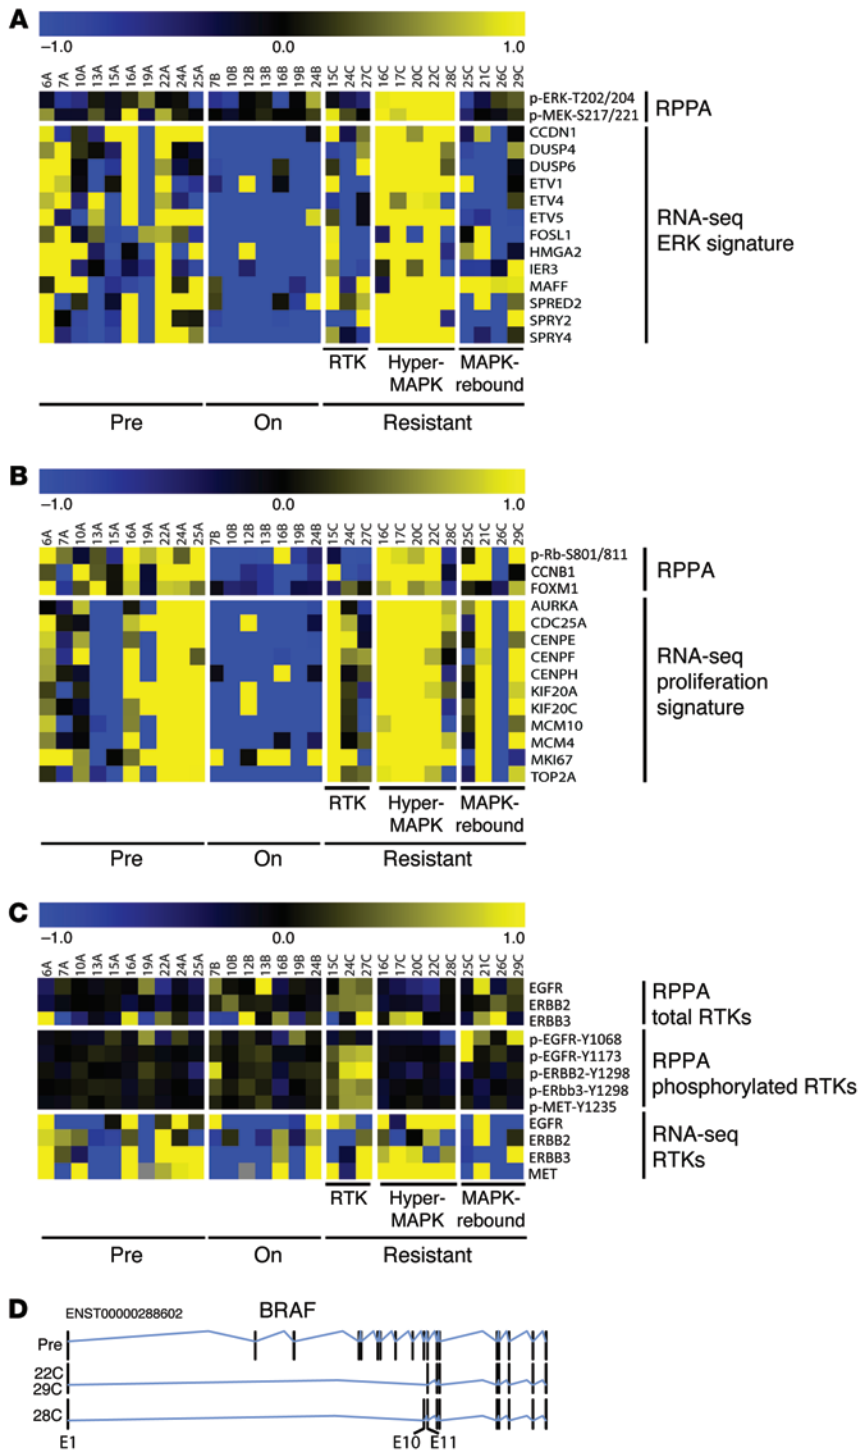 A
−1.0 0.0 1.0
6A 7A 10A 13A 15A 16A 19A 22A 24A 25A 7B 10B 12B 13B 16B 19B 24B 15C 24C 27C 16C 17C 20C 22C 28C 25C 21C 26C 29C
p-ERK-T202/204
p-MEK-S217/221
RPPA
CCDN1
DUSP4
DUSP6
ETV1
ETV4
ETV5
FOSL1
HMGA2
IER3
MAFF
SPRED2
SPRY2
SPRY4
RNA-seq
ERK signature
RTK Hyper- MAPK-
MAPK rebound
Pre On Resistant
B
−1.0 0.0 1.0
6A 7A 10A 13A 15A 16A 19A 22A 24A 25A 7B 10B 12B 13B 16B 19B 24B 15C 24C 27C 16C 17C 20C 22C 28C 25C 21C 26C 29C
p-Rb-S801/811
CCNB1
FOXM1
RPPA
AURKA
CDC25A
CENPE
CENPF
CENPH
KIF20A
KIF20C
MCM10
MCM4
MKI67
TOP2A
RNA-seq
proliferation
signature
RTK Hyper- MAPK-
MAPK rebound
Pre On Resistant
C
−1.0 0.0 1.0
6A 7A 10A 13A 15A 16A 19A 22A 24A 25A 7B 10B 12B 13B 16B 19B 24B 15C 24C 27C 16C 17C 20C 22C 28C 25C 21C 26C 29C
EGFR
ERBB2
ERBB3
RPPA
total RTKs
p-EGFR-Y1068
p-EGFR-Y1173
p-ERBB2-Y1298
p-ERbb3-Y1298
p-MET-Y1235
RPPA
phosphorylated RTKs
EGFR
ERBB2
ERBB3
MET
RNA-seq
RTKs
RTK Hyper- MAPK-
MAPK rebound
Pre On Resistant
D
ENST00000288602 BRAF
Pre
22C
29C
28C
E1 E10 E11